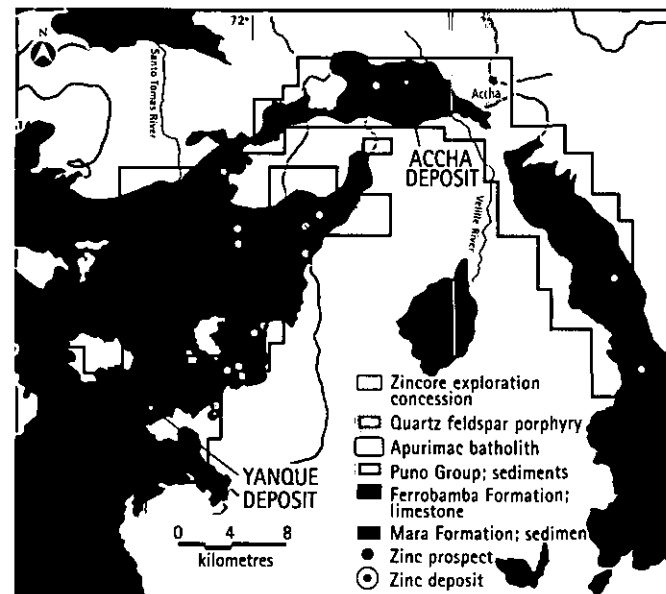 N
72°
Santo Tomas River
Accha
ACCHA
DEPOSIT
Velille River
Zincore exploration
concession
Quartz feldspar porphyry
Apurimac batholith
Puno Group; sediments
Ferrobamba Formation;
limestone
Mara Formation; sedimen
Zinc prospect
Zinc deposit
YANQUE
DEPOSIT
0 4 8
kilometres